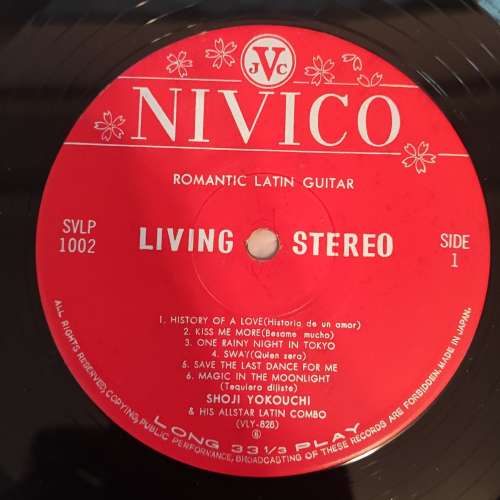 JVC
NIVICO
ROMANTIC LATIN GUITAR
SVLP
1002
LIVING STEREO
SIDE
1
1. HISTORY OF A LOVE(Historia de un amor)
2. KISS ME MORE(Besame mucho)
3. ONE RAINY NIGHT IN TOKYO
4. SWAY(Quien sera)
5. SAVE THE LAST DANCE FOR ME
6. MAGIC IN THE MOONLIGHT
(Tequiero dijiste)
SHOJI YOKOUCHI
& HIS ALLSTAR LATIN COMBO
(VLY-826)
LONG 33 1/3 PLAY
ALL RIGHTS RESERVED, COPYING, PUBLIC PERFORMANCE, BROADCASTING OF THESE RECORDS ARE FORBIDDEN. MADE IN JAPAN.